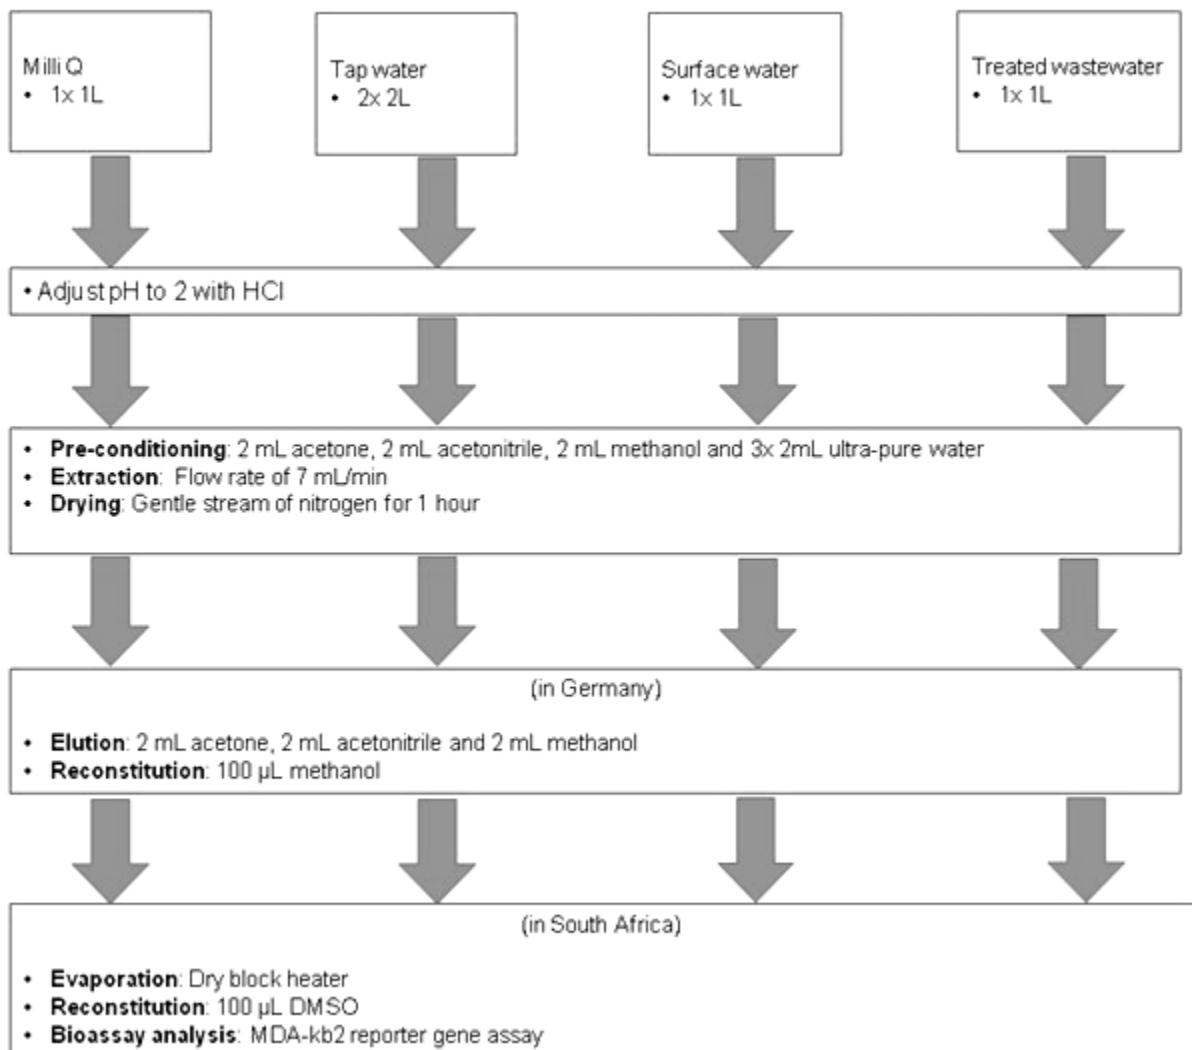 Milli Q
• 1x 1L
Tap water
• 2x 2L
Surface water
• 1x 1L
Treated wastewater
• 1x 1L
• Adjust pH to 2 with HCl
• Pre-conditioning: 2 mL acetone, 2 mL acetonitrile, 2 mL methanol and 3x 2mL ultra-pure water
• Extraction: Flow rate of 7 mL/min
• Drying: Gentle stream of nitrogen for 1 hour
(in Germany)
• Elution: 2 mL acetone, 2 mL acetonitrile and 2 mL methanol
• Reconstitution: 100 µL methanol
(in South Africa)
• Evaporation: Dry block heater
• Reconstitution: 100 µL DMSO
• Bioassay analysis: MDA-kb2 reporter gene assay